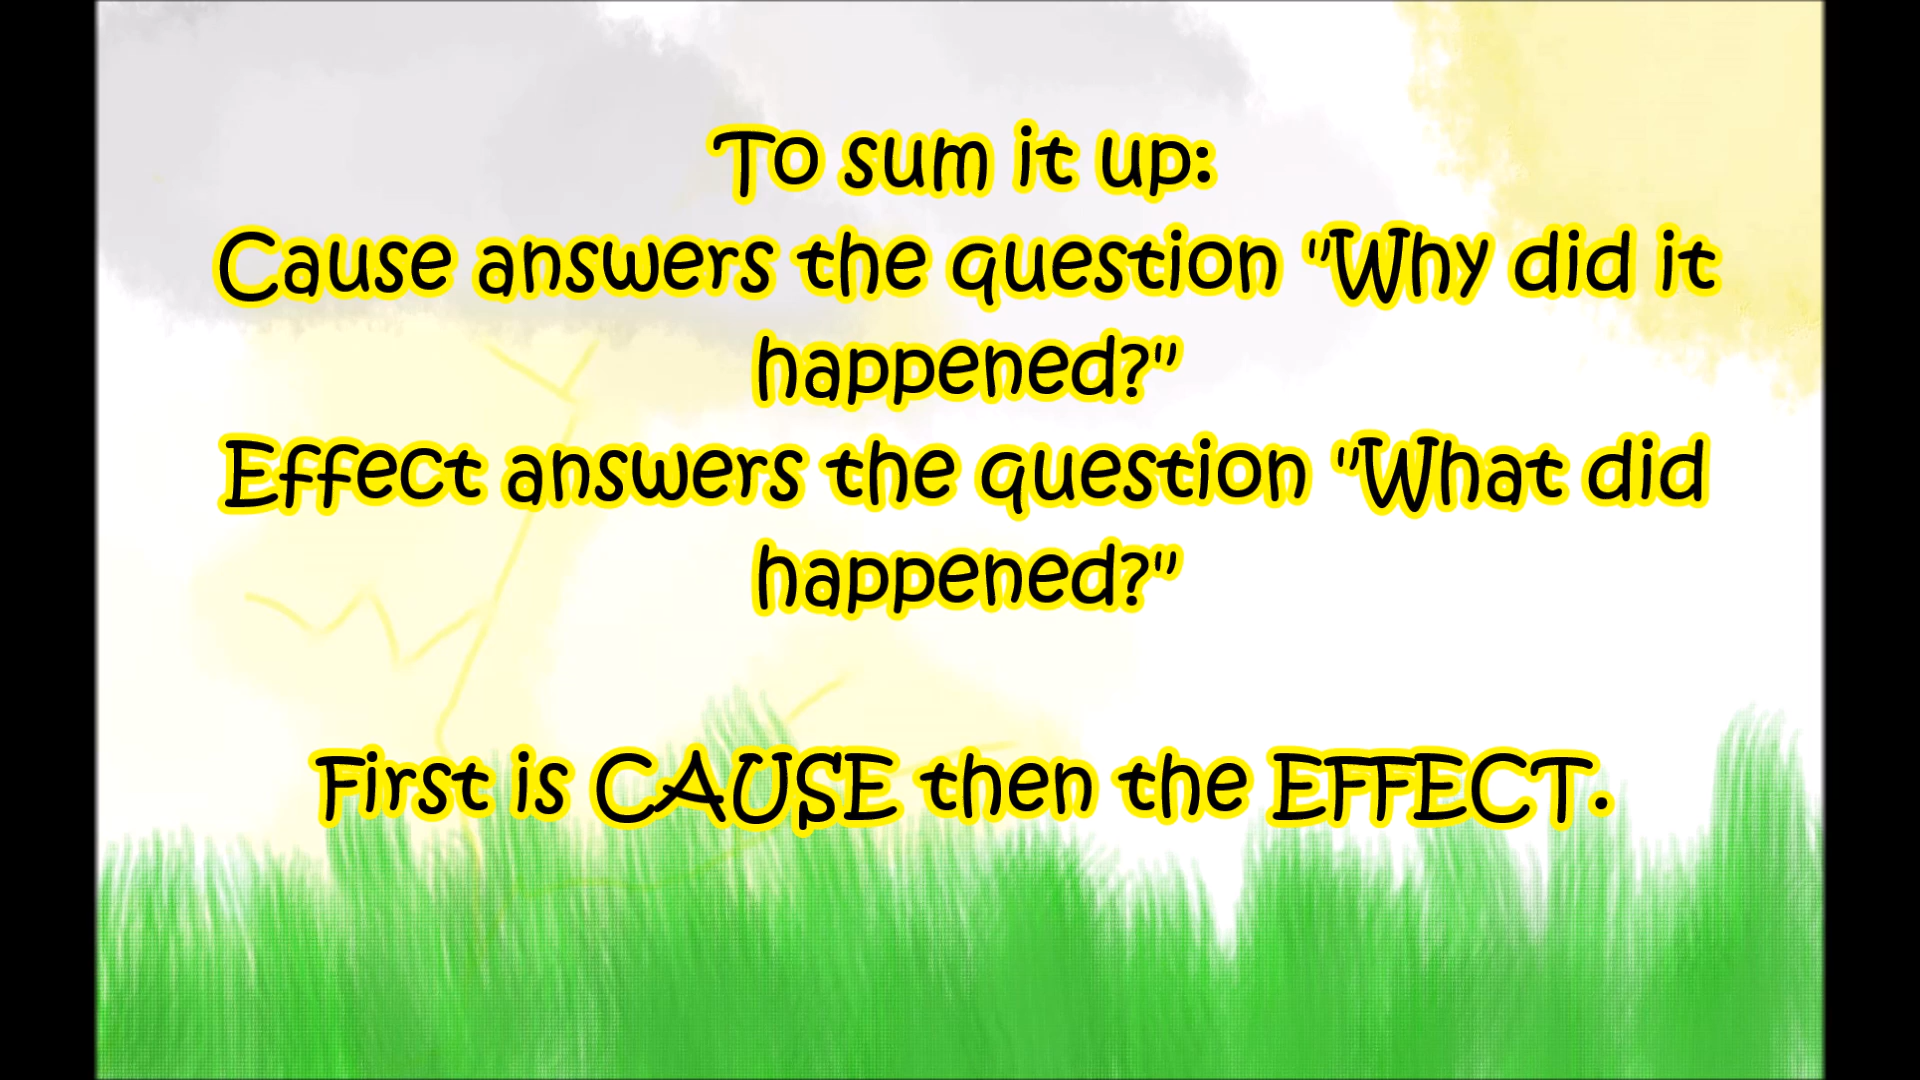 To sum it up:
Cause answers the question "Why did it
happened?"
Effect answers the question "What did
happened?"
First is CAUSE then the EFFECT.